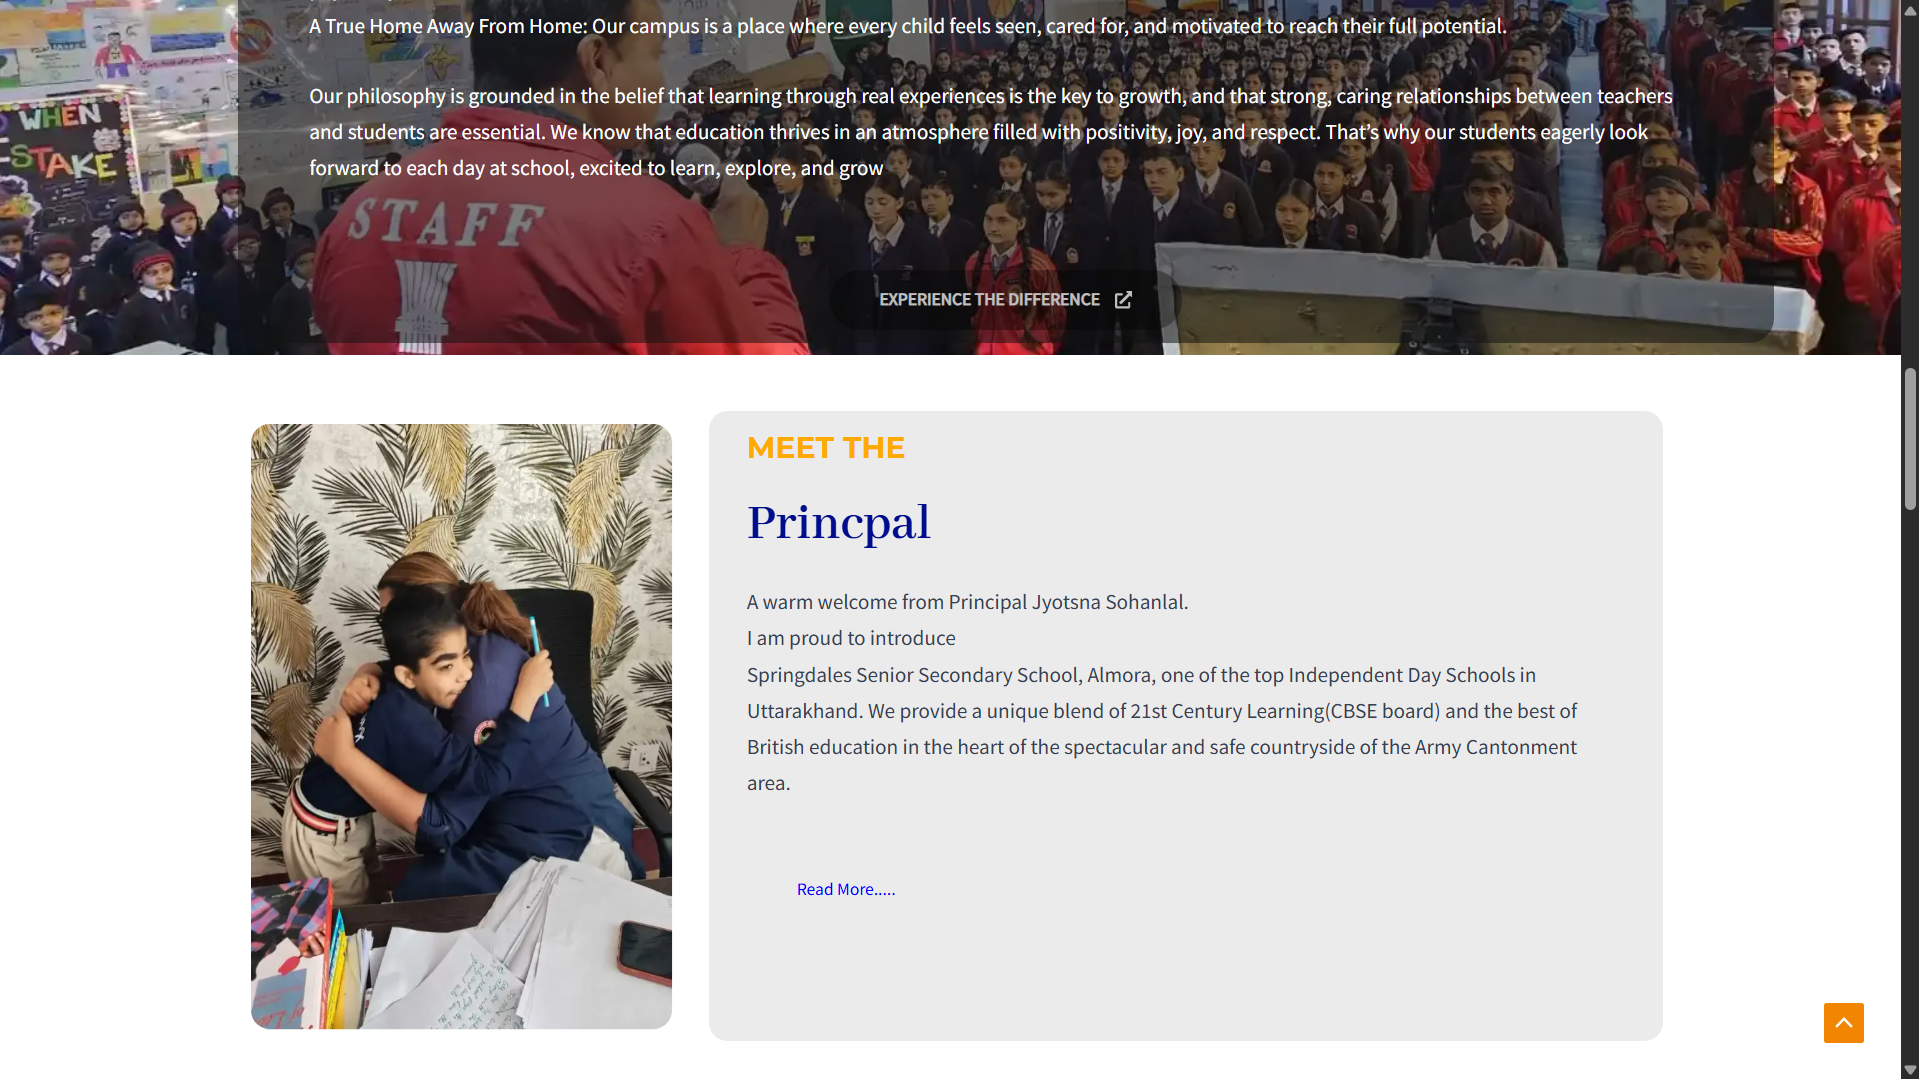 A True Home Away From Home: Our campus is a place where every child feels seen, cared for, and motivated to reach their full potential.
Our philosophy is grounded in the belief that learning through real experiences is the key to growth, and that strong, caring relationships between teachers
and students are essential. We know that education thrives in an atmosphere filled with positivity, joy, and respect. That’s why our students eagerly look
forward to each day at school, excited to learn, explore, and grow
WHEN
STAKE
STAFF
EXPERIENCE THE DIFFERENCE
MEET THE
Princpal
A warm welcome from Principal Jyotsna Sohanlal.
I am proud to introduce
Springdales Senior Secondary School, Almora, one of the top Independent Day Schools in
Uttarakhand. We provide a unique blend of 21st Century Learning(CBSE board) and the best of
British education in the heart of the spectacular and safe countryside of the Army Cantonment
area.
Read More.....